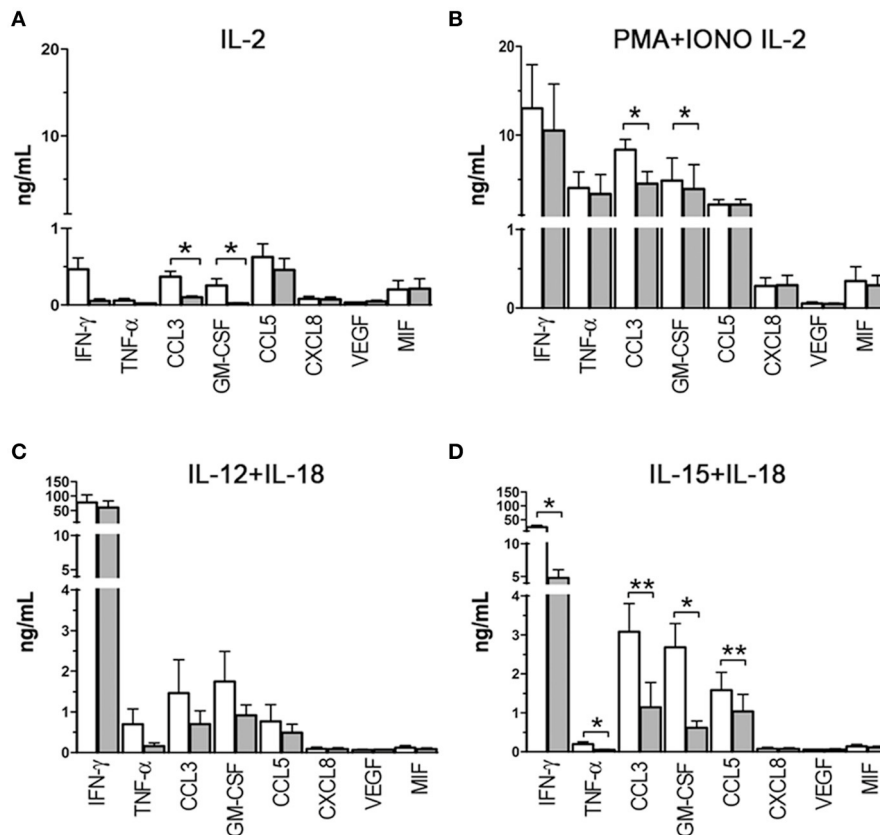 A
IL-2
ng/mL
20
10
1
0
* *
IFN-γ TNF-α CCL3 GM-CSF CCL5 CXCL8 VEGF MIF
B
PMA+IONO IL-2
ng/mL
20
10
1
0
* *
IFN-γ TNF-α CCL3 GM-CSF CCL5 CXCL8 VEGF MIF
C
IL-12+IL-18
ng/mL
150
100
50
10
5
4
3
2
1
0
IFN-γ TNF-α CCL3 GM-CSF CCL5 CXCL8 VEGF MIF
D
IL-15+IL-18
ng/mL
150
100
50
10
5
4
3
2
1
0
* * ** * **
IFN-γ TNF-α CCL3 GM-CSF CCL5 CXCL8 VEGF MIF